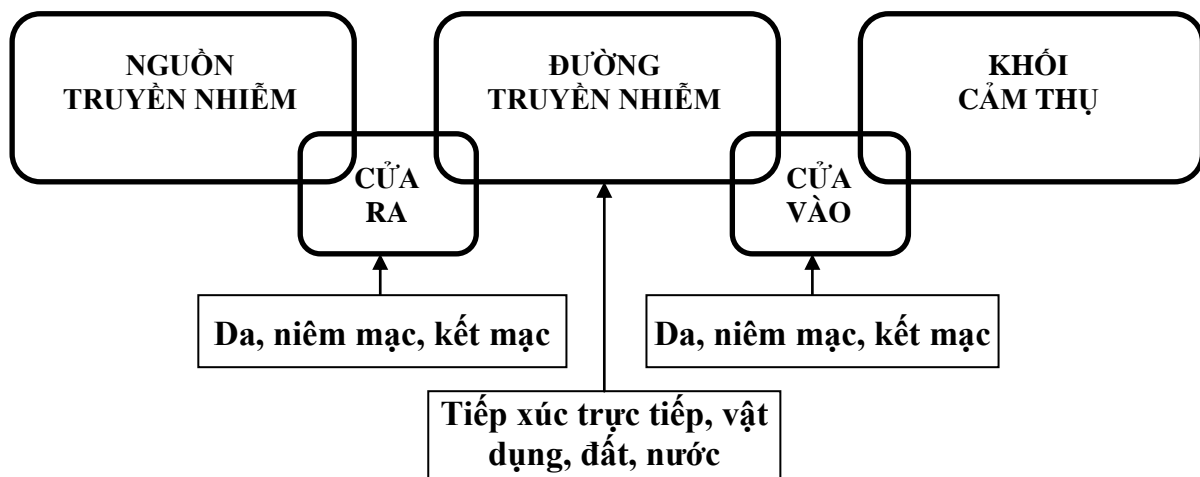 NGUỒN
TRUYỀN NHIỄM
ĐƯỜNG
TRUYỀN NHIỄM
KHỐI
CẢM THỤ
CỬA
RA
CỬA
VÀO
Da, niêm mạc, kết mạc
Da, niêm mạc, kết mạc
Tiếp xúc trực tiếp, vật
dụng, đất, nước